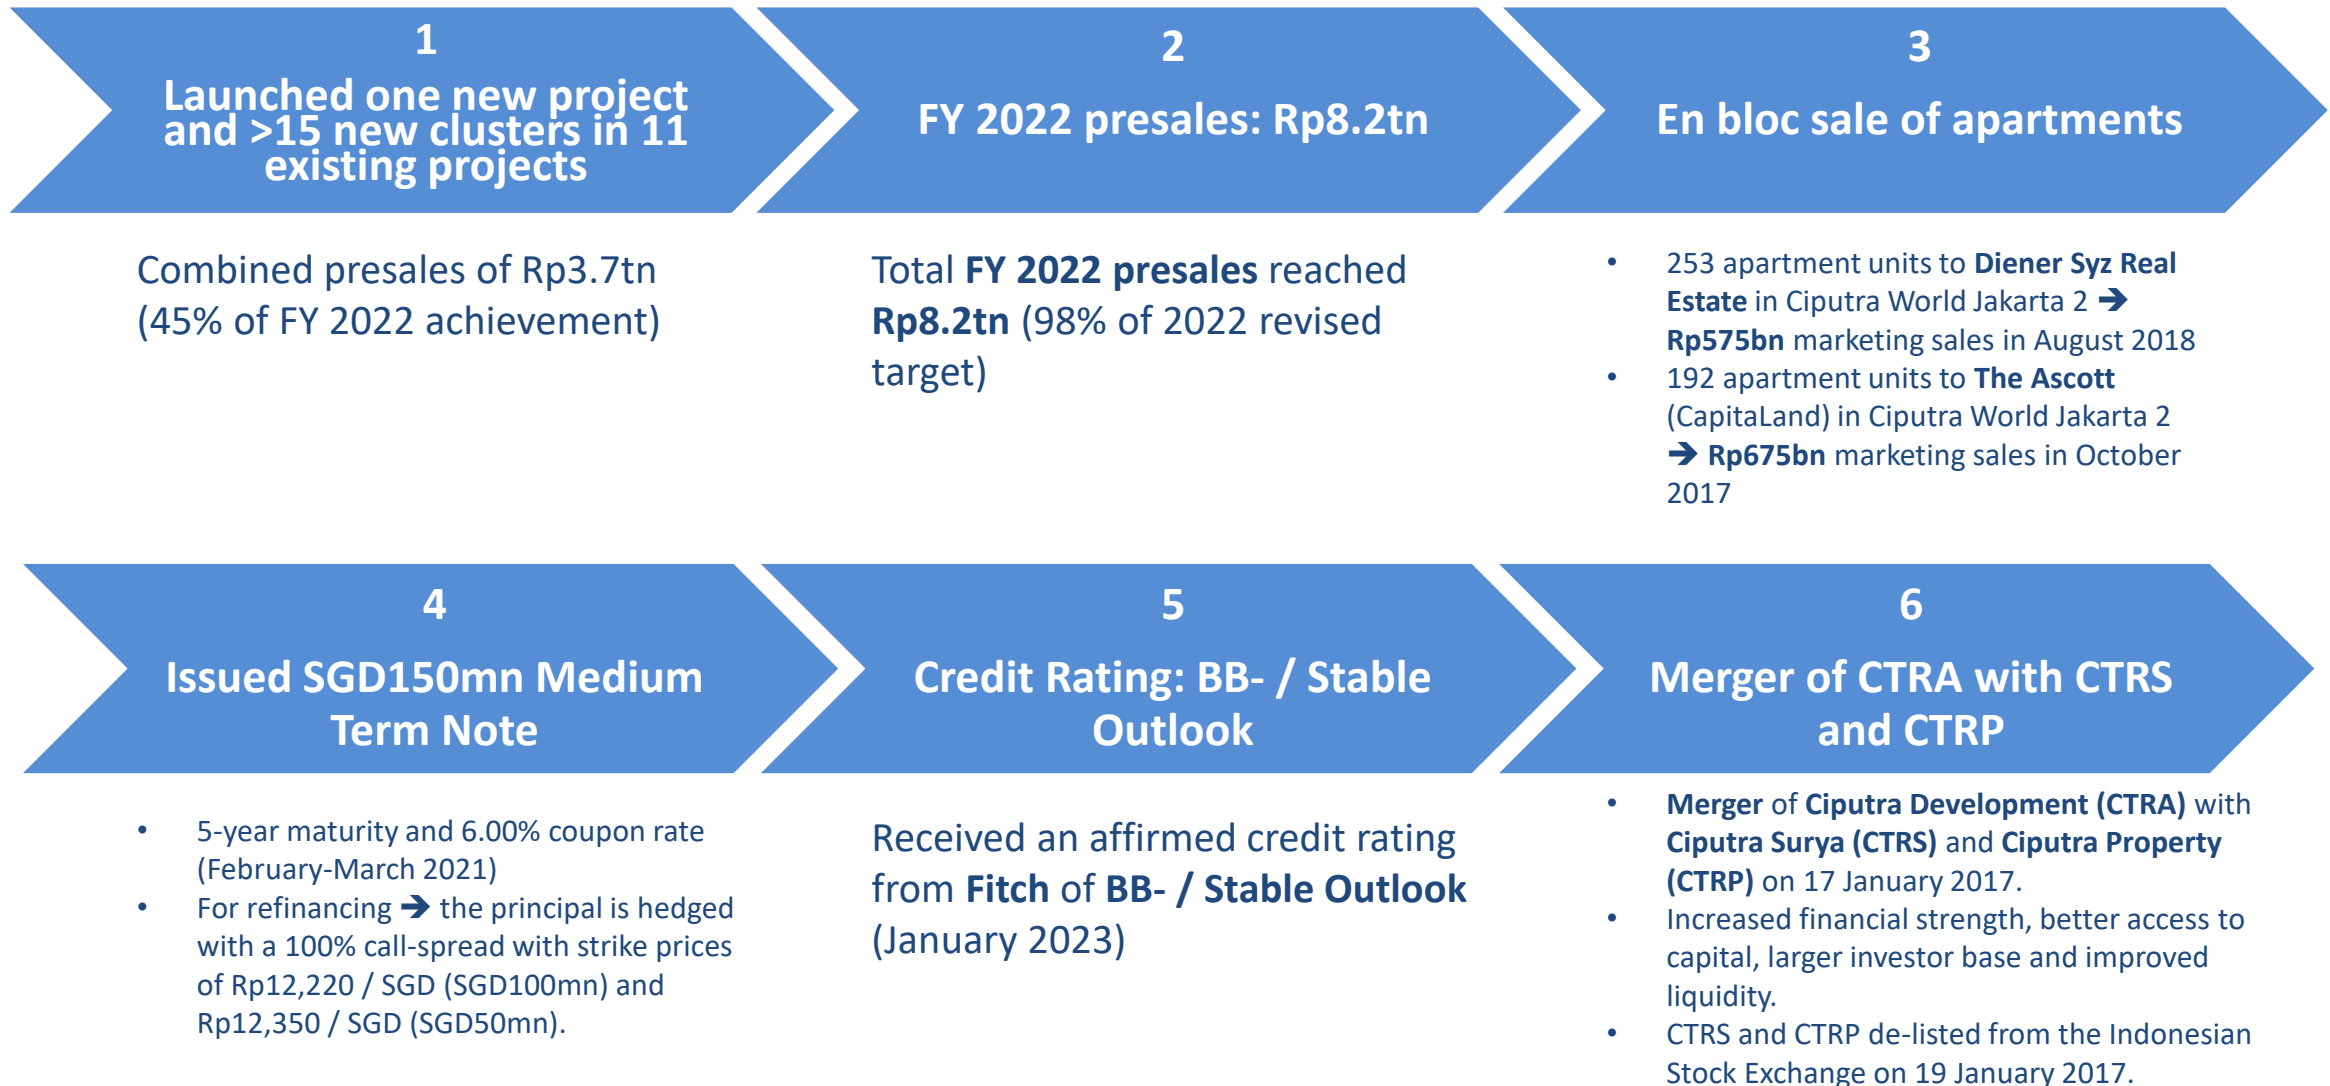 1
Launched one new project
and >15 new clusters in 11
existing projects
Combined presales of Rp3.7tn
(45% of FY 2022 achievement)
2
FY 2022 presales: Rp8.2tn
Total FY 2022 presales reached
Rp8.2tn (98% of 2022 revised
target)
3
En bloc sale of apartments
• 253 apartment units to Diener Syz Real
Estate in Ciputra World Jakarta 2 ➔
Rp575bn marketing sales in August 2018
• 192 apartment units to The Ascott
(CapitaLand) in Ciputra World Jakarta 2
➔ Rp675bn marketing sales in October
2017
4
Issued SGD150mn Medium
Term Note
• 5-year maturity and 6.00% coupon rate
(February-March 2021)
• For refinancing ➔ the principal is hedged
with a 100% call-spread with strike prices
of Rp12,220 / SGD (SGD100mn) and
Rp12,350 / SGD (SGD50mn).
5
Credit Rating: BB- / Stable
Outlook
Received an affirmed credit rating
from Fitch of BB- / Stable Outlook
(January 2023)
6
Merger of CTRA with CTRS
and CTRP
• Merger of Ciputra Development (CTRA) with
Ciputra Surya (CTRS) and Ciputra Property
(CTRP) on 17 January 2017.
• Increased financial strength, better access to
capital, larger investor base and improved
liquidity.
• CTRS and CTRP de-listed from the Indonesian
Stock Exchange on 19 January 2017.